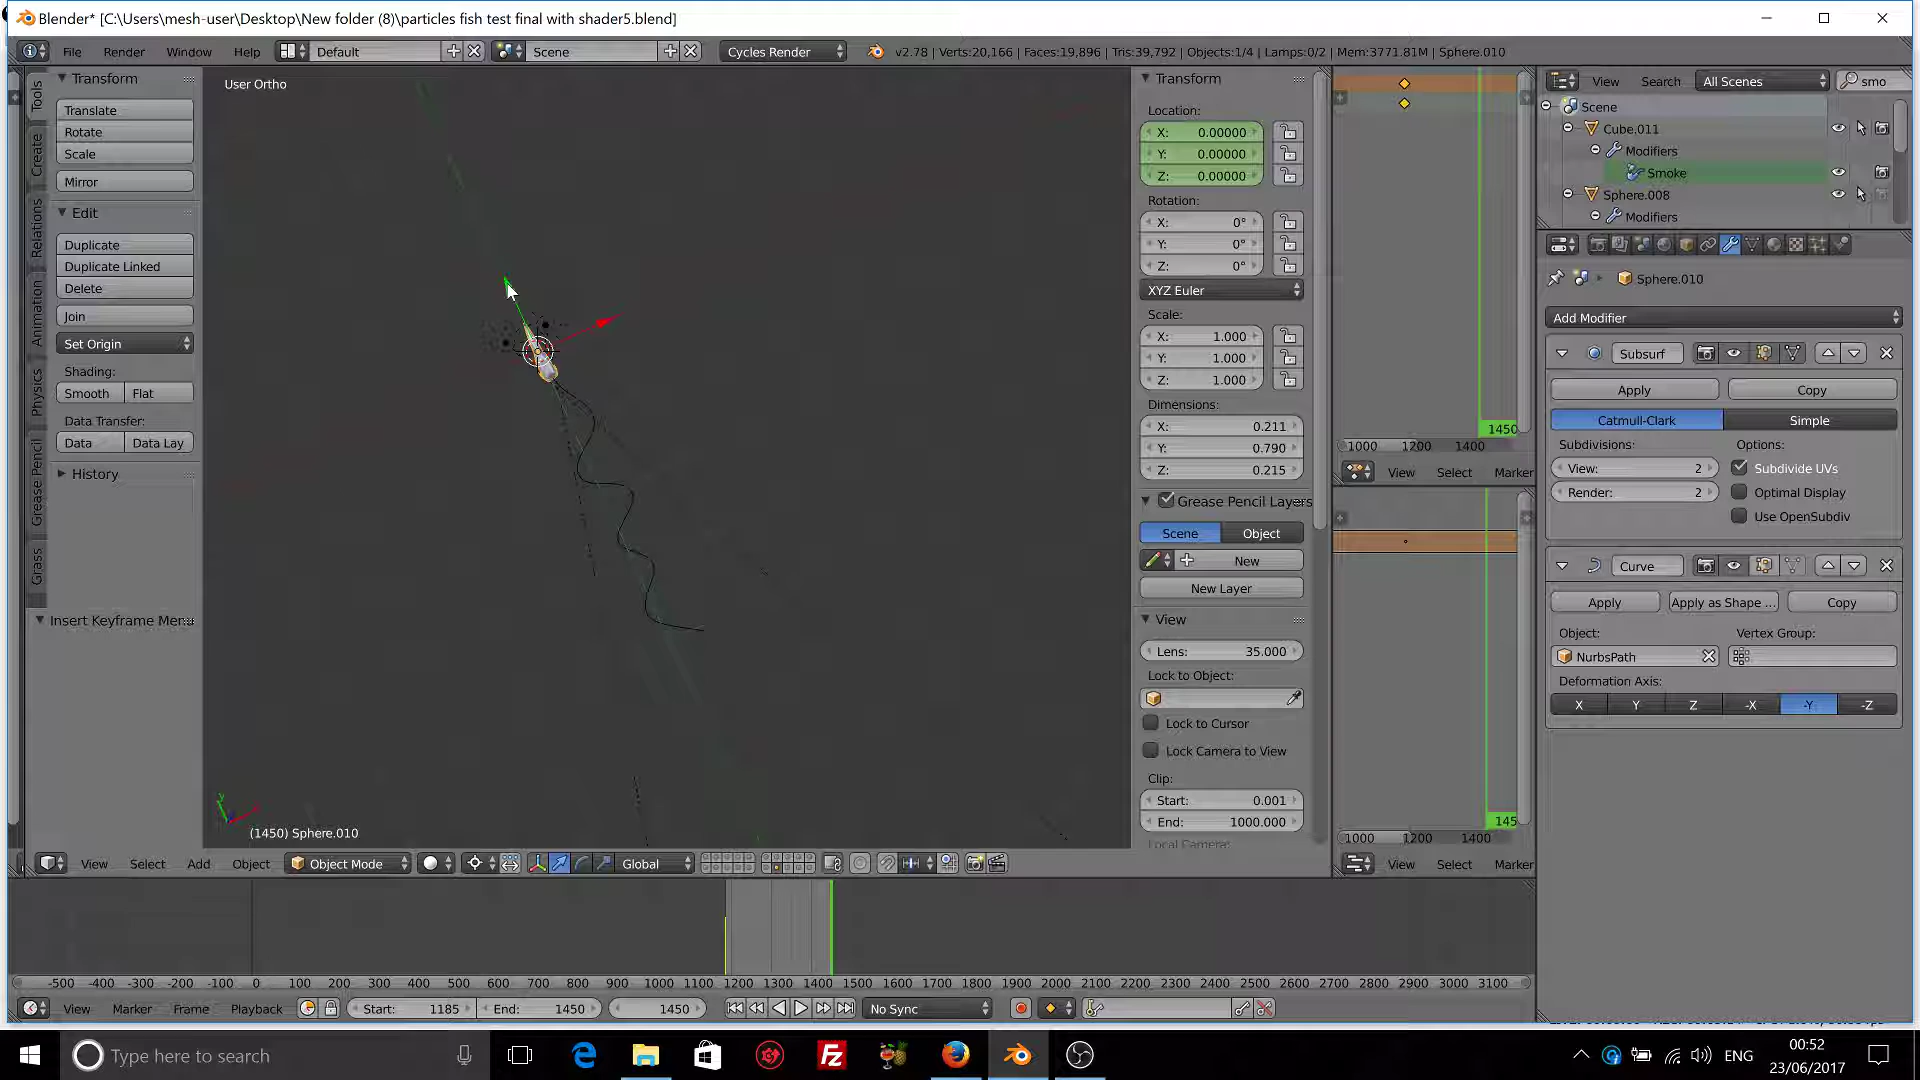 Blender* [C:\Users\mesh-user\Desktop\New folder (8)\particles fish test final with shader5.blend]
File Render Window Help Default Scene Cycles Render v2.78 | Verts:20,166 | Faces:19,896 | Tris:39,792 | Objects:1/4 | Lamps:0/2 | Mem:3771.81M | Sphere.010
Tools
Create
Relations
Animation
Physics
Grease Pencil
Grass
Transform
Translate
Rotate
Scale
Mirror
Edit
Duplicate
Duplicate Linked
Delete
Join
Set Origin
Shading:
Smooth Flat
Data Transfer:
Data Data Lay
History
Insert Keyframe Menu
User Ortho
(1450) Sphere.010
View Select Add Object Object Mode Global
Transform
Location:
X: 0.00000
Y: 0.00000
Z: 0.00000
Rotation:
X: 0°
Y: 0°
Z: 0°
XYZ Euler
Scale:
X: 1.000
Y: 1.000
Z: 1.000
Dimensions:
X: 0.211
Y: 0.790
Z: 0.215
Grease Pencil Layers
Scene Object
New
New Layer
View
Lens: 35.000
Lock to Object:
Lock to Cursor
Lock Camera to View
Clip:
Start: 0.001
End: 1000.000
Local Camera:
1450
1000 1200 1400
View Select Marker
145
1000 1200 1400
View Select Marker
View Search All Scenes smo
Scene
Cube.011
Modifiers
Smoke
Sphere.008
Modifiers
Sphere.010
Add Modifier
Subsurf
Apply Copy
Catmull-Clark Simple
Subdivisions: Options:
View: 2 Subdivide UVs
Render: 2 Optimal Display
Use OpenSubdiv
Curve
Apply Apply as Shape ... Copy
Object: Vertex Group:
NurbsPath
Deformation Axis:
X Y Z -X -Y -Z
-500 -400 -300 -200 -100 0 100 200 300 400 500 600 700 800 900 1000 1100 1200 1300 1400 1500 1600 1700 1800 1900 2000 2100 2200 2300 2400 2500 2600 2700 2800 2900 3000 3100
View Marker Frame Playback Start: 1185 End: 1450 1450 No Sync
Type here to search
ENG
00:52
23/06/2017